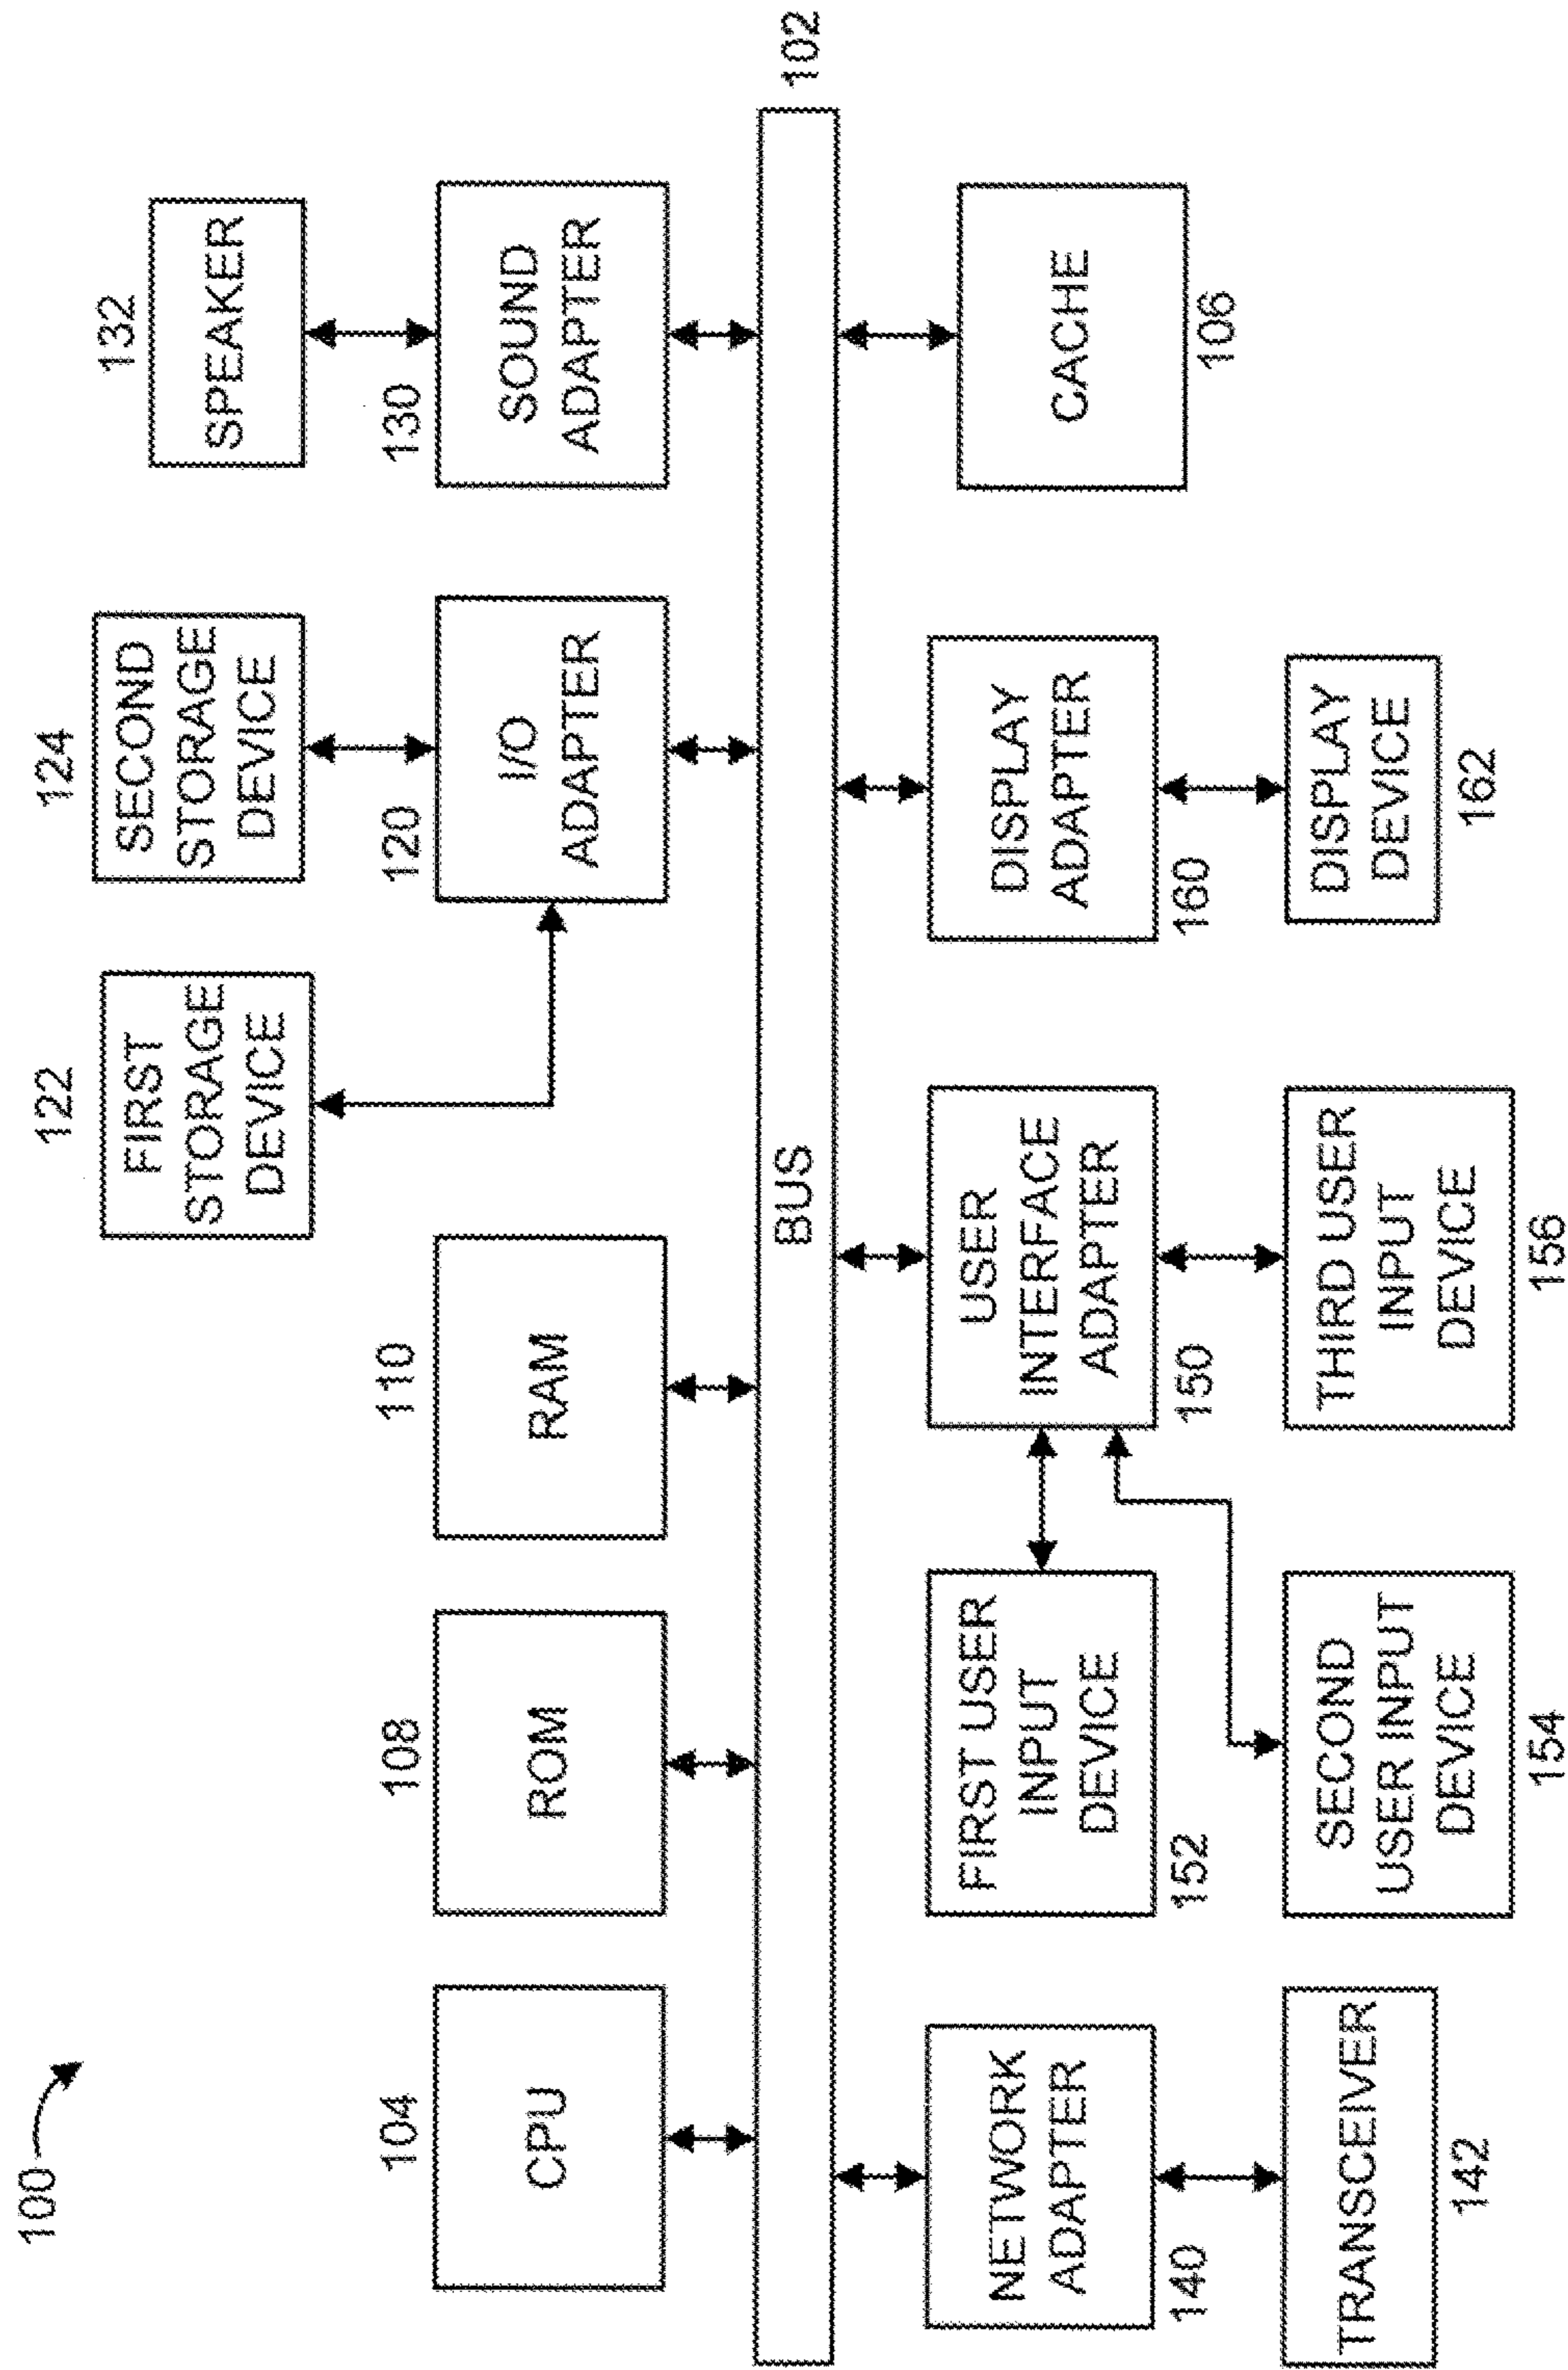 100
132
SPEAKER
124
SECOND
STORAGE
DEVICE
122
FIRST
STORAGE
DEVICE
104
CPU
108
ROM
110
RAM
120
I/O
ADAPTER
130
SOUND
ADAPTER
BUS
102
NETWORK
ADAPTER
140
FIRST USER
INPUT
DEVICE
152
USER
INTERFACE
ADAPTER
150
DISPLAY
ADAPTER
160
CACHE
106
TRANSCEIVER
142
SECOND
USER INPUT
DEVICE
154
THIRD USER
INPUT
DEVICE
156
DISPLAY
DEVICE
162